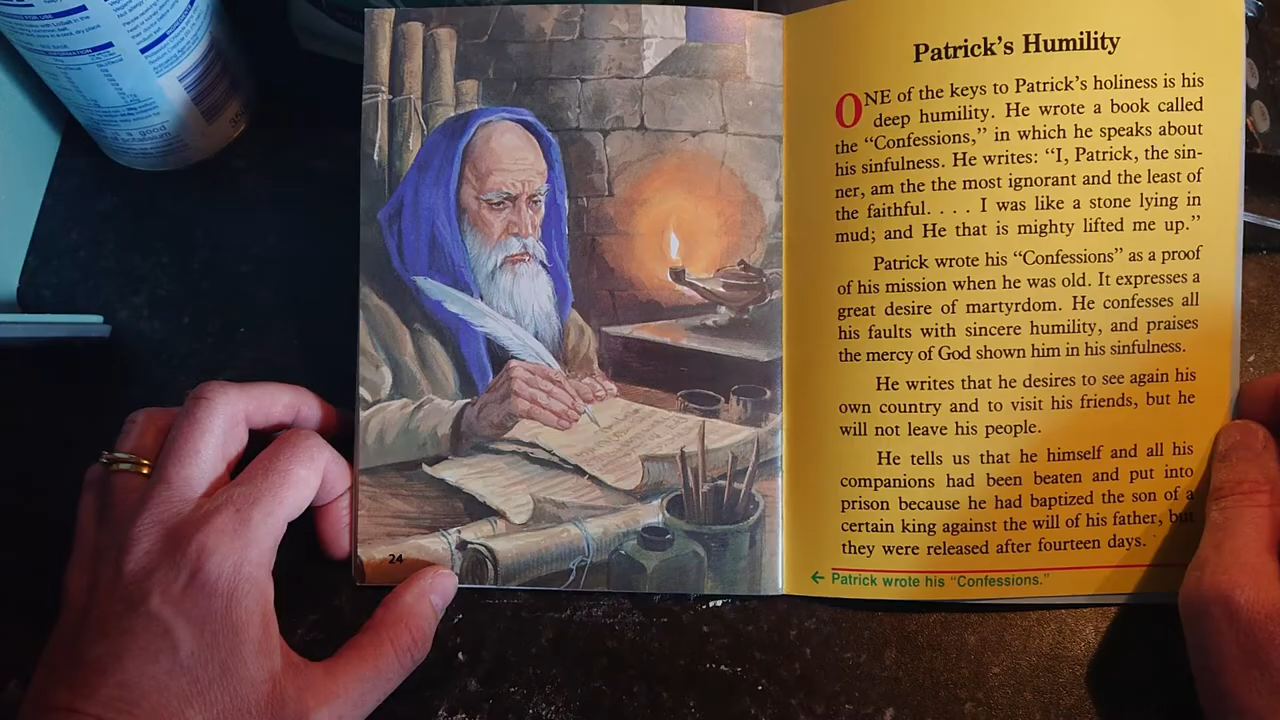 24
Patrick's Humility
ONE of the keys to Patrick's holiness is his
deep humility. He wrote a book called
the "Confessions," in which he speaks about
his sinfulness. He writes: "I, Patrick, the sin-
ner, am the the most ignorant and the least of
the faithful. . . . I was like a stone lying in
mud; and He that is mighty lifted me up."
Patrick wrote his "Confessions" as a proof
of his mission when he was old. It expresses a
great desire of martyrdom. He confesses all
his faults with sincere humility, and praises
the mercy of God shown him in his sinfulness.
He writes that he desires to see again his
own country and to visit his friends, but he
will not leave his people.
He tells us that he himself and all his
companions had been beaten and put into
prison because he had baptized the son of a
certain king against the will of his father, but
they were released after fourteen days.
← Patrick wrote his "Confessions."